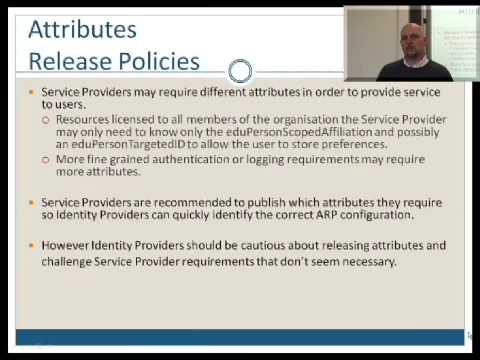 Attributes
Release Policies
Service Providers may require different attributes in order to provide service
to users.
Resources licensed to all members of the organisation the Service Provider
may only need to know only the eduPersonScopedAffiliation and possibly
an eduPersonTargetedID to allow the user to store preferences.
More fine grained authentication or logging requirements may require
more attributes.
Service Providers are recommended to publish which attributes they require
so Identity Providers can quickly identify the correct ARP configuration.
However Identity Providers should be cautious about releasing attributes and
challenge Service Provider requirements that don't seem necessary.